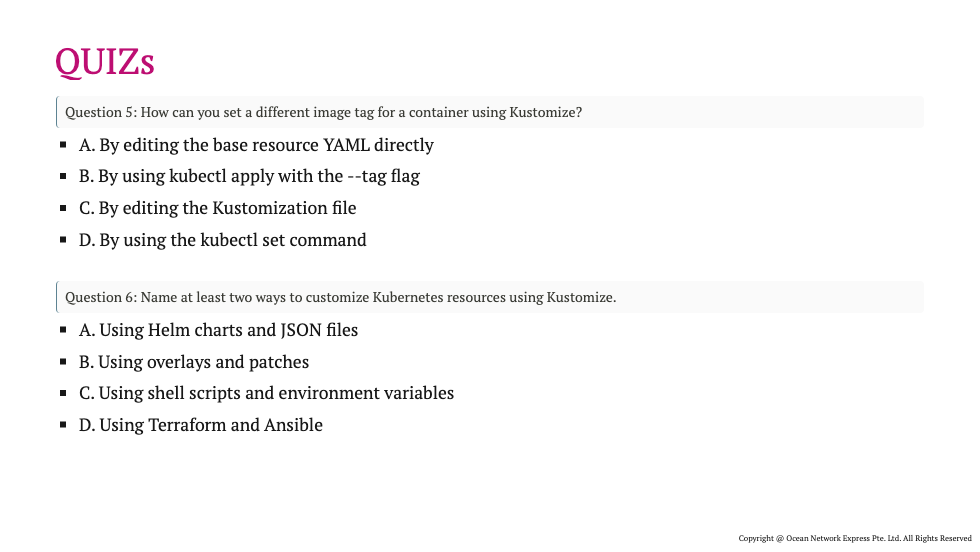 QUIZs
Question 5: How can you set a different image tag for a container using Kustomize?
▪ A. By editing the base resource YAML directly
▪ B. By using kubectl apply with the --tag flag
▪ C. By editing the Kustomization file
▪ D. By using the kubectl set command
Question 6: Name at least two ways to customize Kubernetes resources using Kustomize.
▪ A. Using Helm charts and JSON files
▪ B. Using overlays and patches
▪ C. Using shell scripts and environment variables
▪ D. Using Terraform and Ansible
Copyright @ Ocean Network Express Pte. Ltd. All Rights Reserved